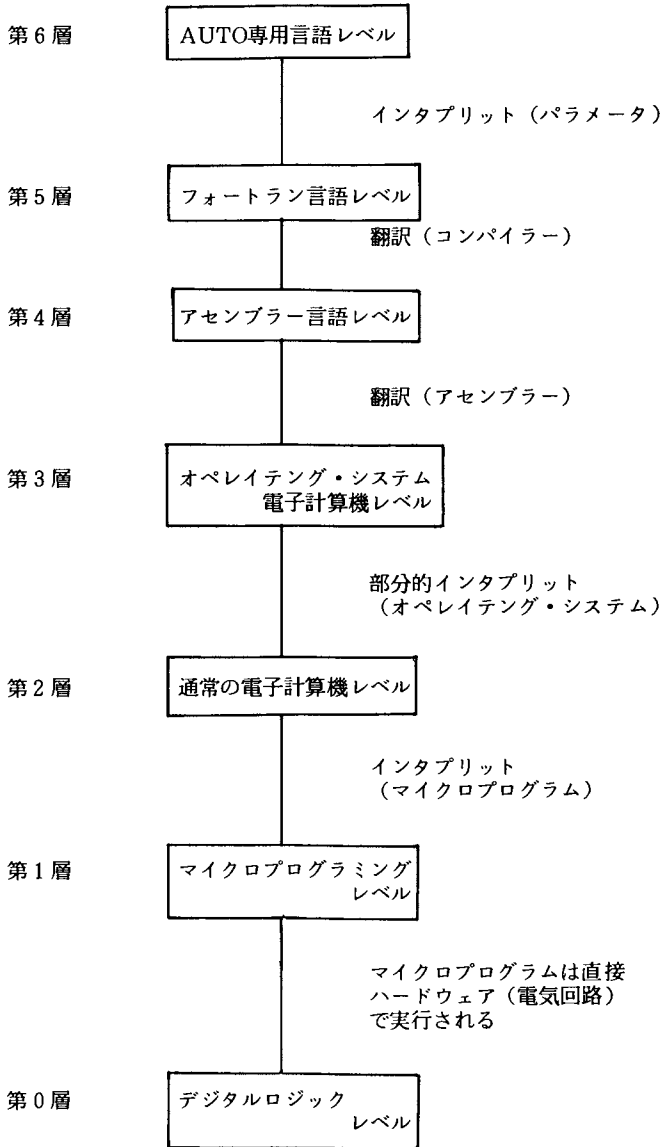 第6層
AUTO専用言語レベル
インタプリット（パラメータ）
第5層
フォートラン言語レベル
翻訳（コンパイラー）
第4層
アセンブラー言語レベル
翻訳（アセンブラー）
第3層
オペレイテング・システム
電子計算機レベル
部分的インタプリット
（オペレイテング・システム）
第2層
通常の電子計算機レベル
インタプリット
（マイクロプログラム）
第1層
マイクロプログラミング
レベル
マイクロプログラムは直接
ハードウェア（電気回路）
で実行される
第0層
デジタルロジック
レベル